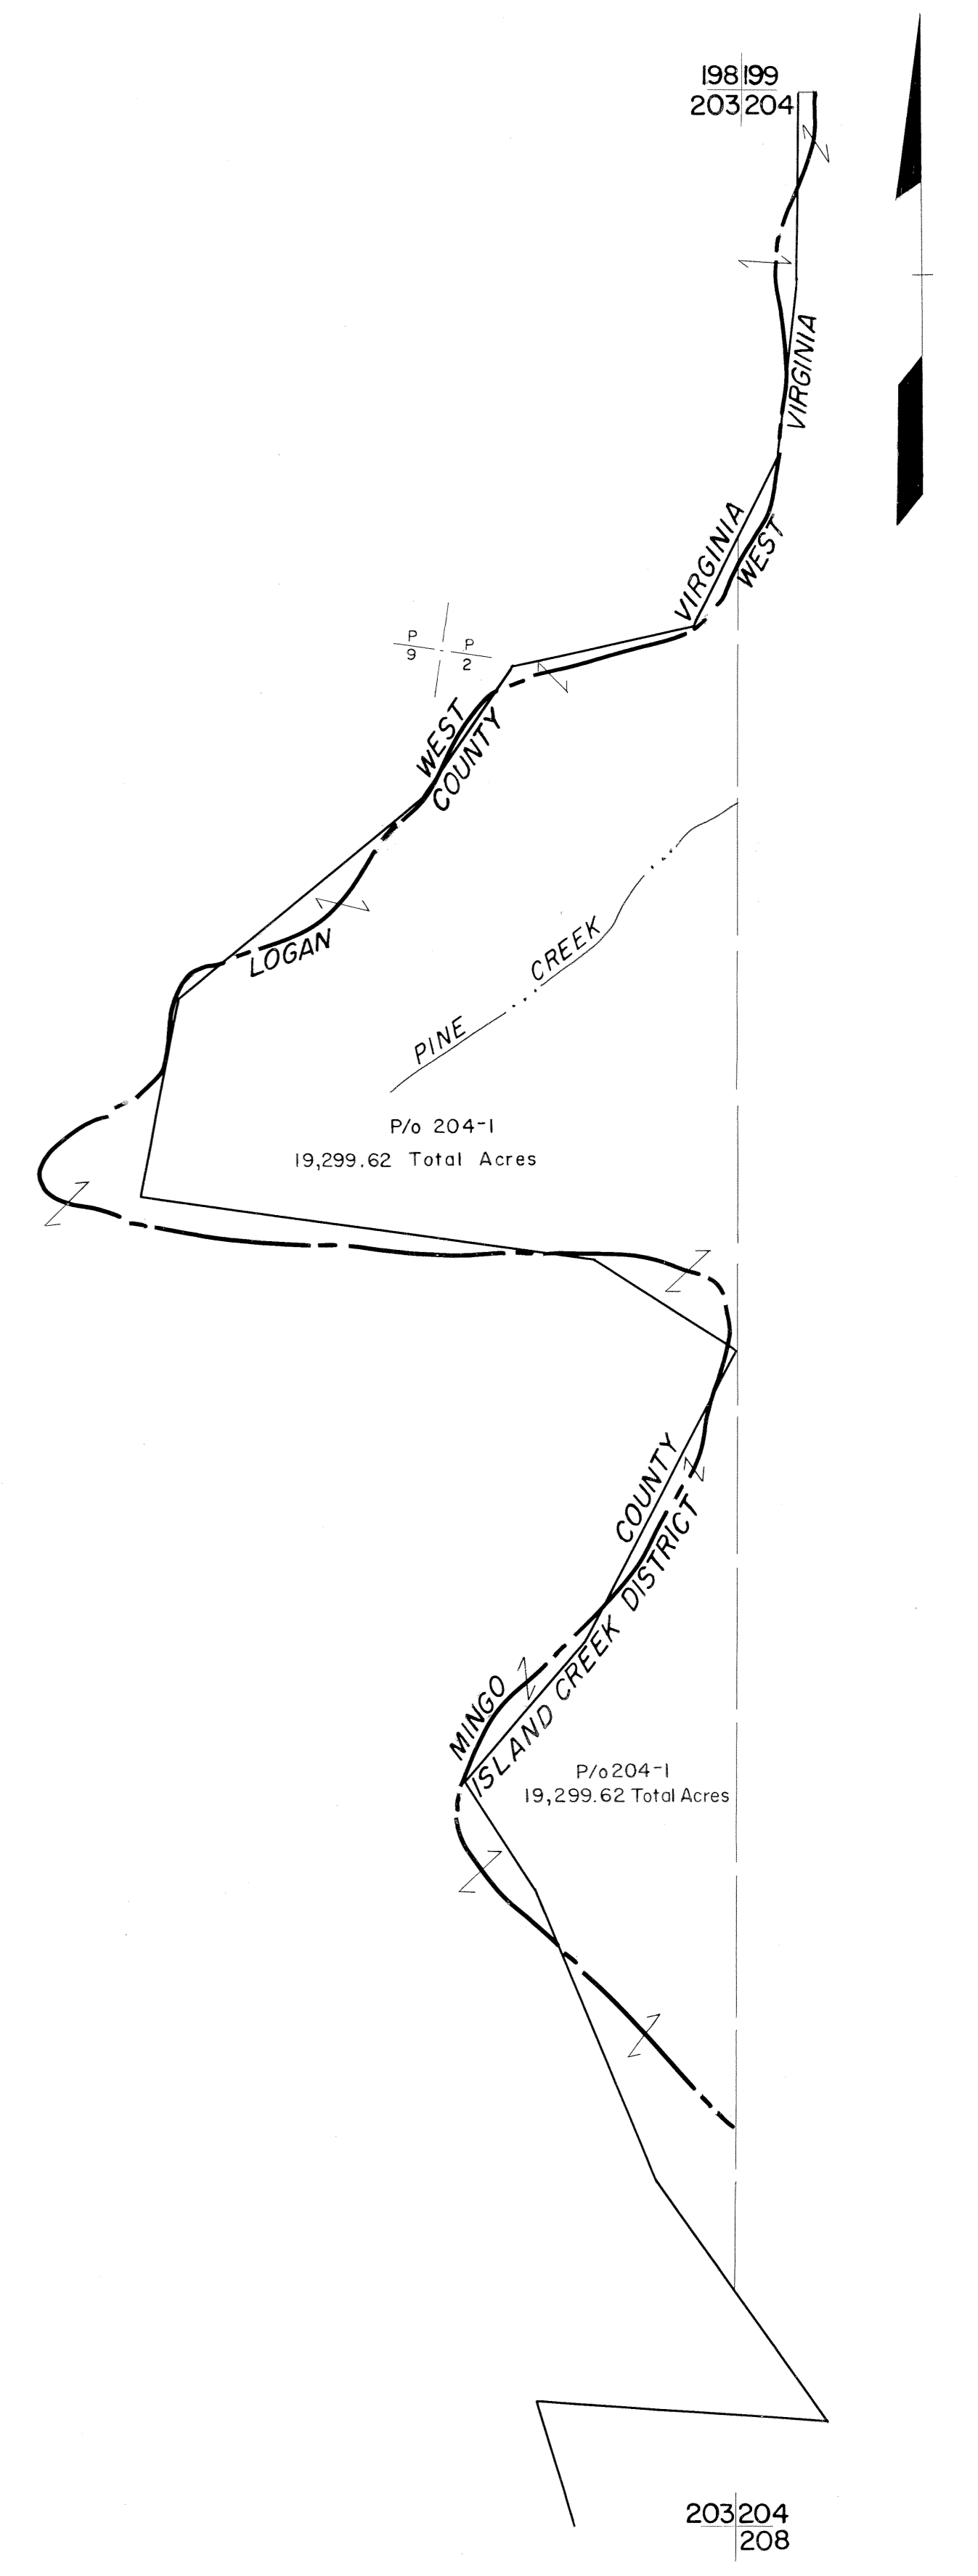 198 199
203 204
VIRGINIA
VIRGINIA
WEST
P P
9 2
WEST
COUNTY
LOGAN
CREEK
PINE
P/o 204-1
19,299.62 Total Acres
COUNTY
ISLAND CREEK DISTRICT
MINGO
P/o 204-1
19,299.62 Total Acres
203 204
208